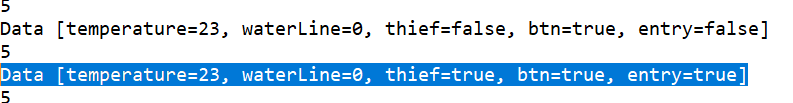 5
Data [temperature=23, waterLine=0, thief=false, btn=true, entry=false]
5
Data [temperature=23, waterLine=0, thief=true, btn=true, entry=true]
5